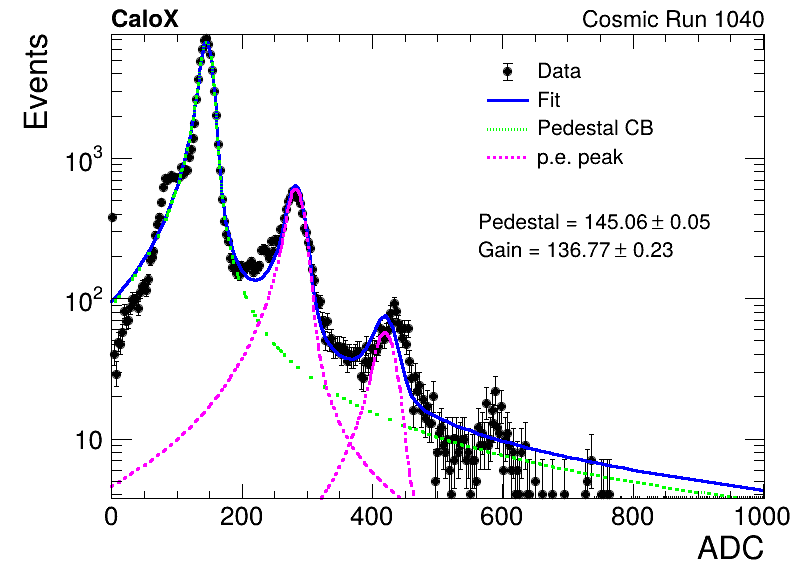 CaloX Cosmic Run 1040
Events
Data
Fit
Pedestal CB
p.e. peak
Pedestal = 145.06 ± 0.05
Gain = 136.77 ± 0.23
10³
10²
10
0 200 400 600 800 1000
ADC